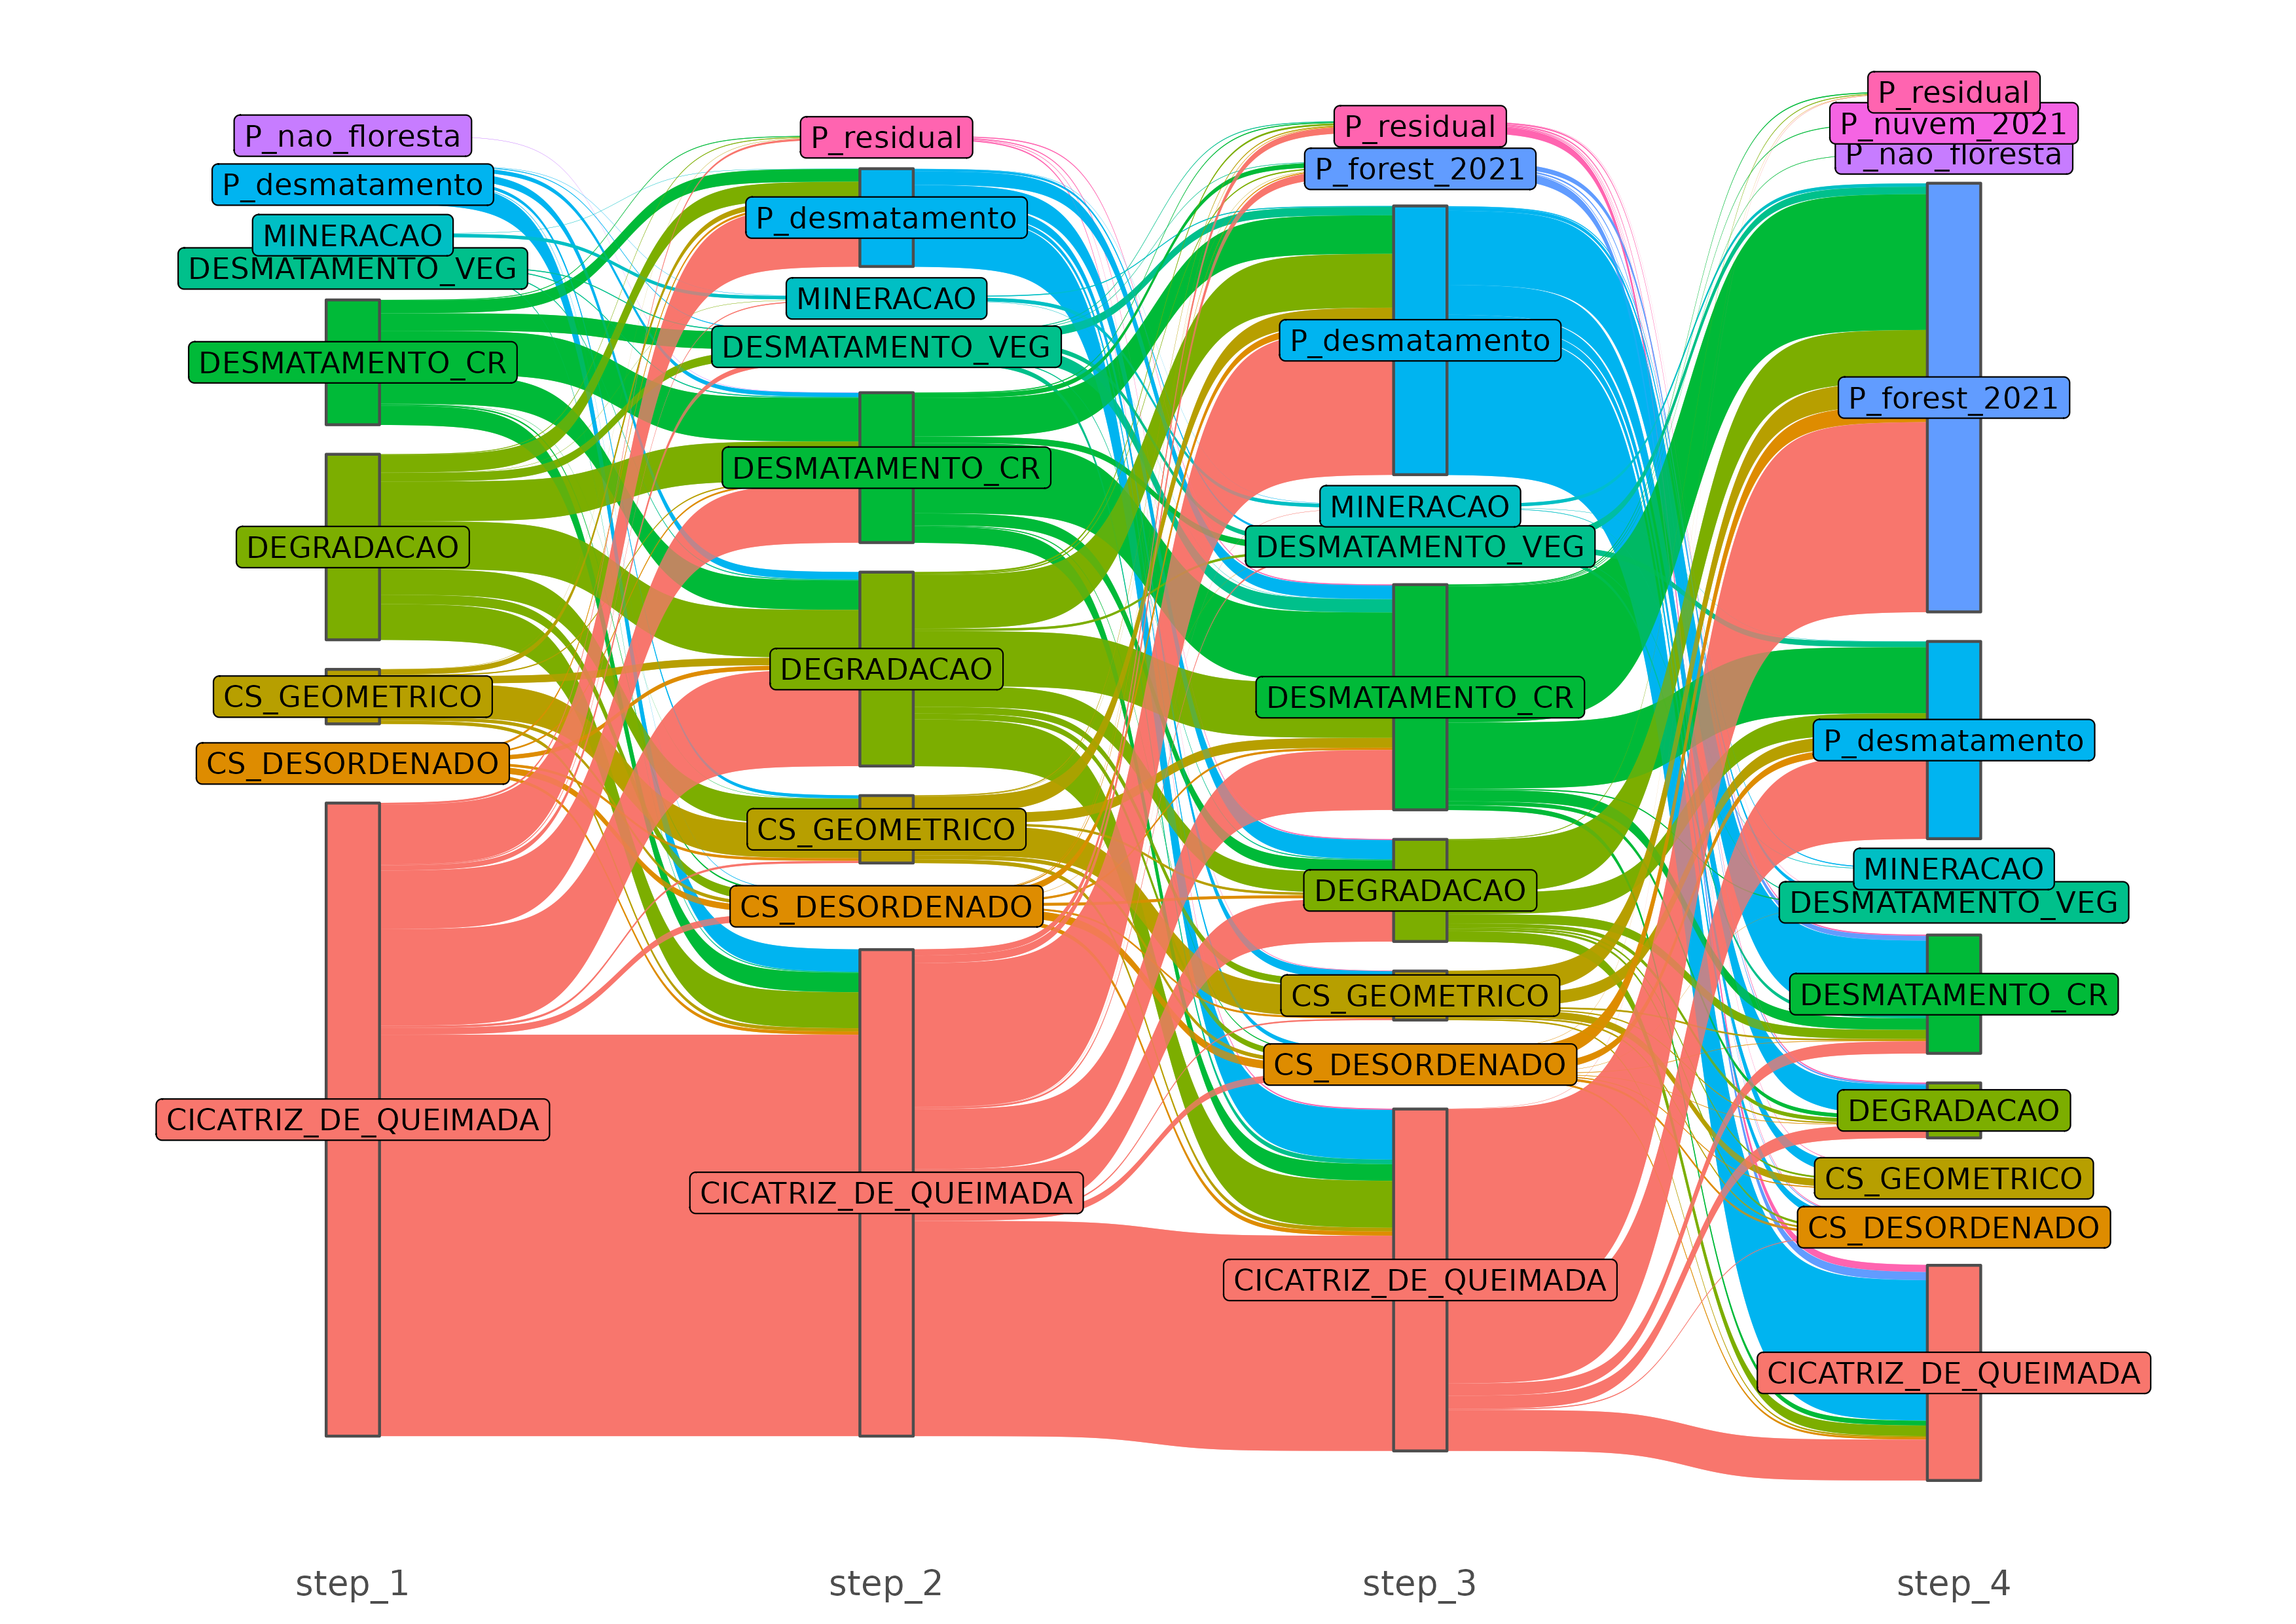 P_nao_floresta
P_desmatamento
MINERACAO
DESMATAMENTO_VEG
DESMATAMENTO_CR
DEGRADACAO
CS_GEOMETRICO
CS_DESORDENADO
CICATRIZ_DE_QUEIMADA
step_1
P_residual
P_desmatamento
MINERACAO
DESMATAMENTO_VEG
DESMATAMENTO_CR
DEGRADACAO
CS_GEOMETRICO
CS_DESORDENADO
CICATRIZ_DE_QUEIMADA
step_2
P_residual
P_forest_2021
P_desmatamento
MINERACAO
DESMATAMENTO_VEG
DESMATAMENTO_CR
DEGRADACAO
CS_GEOMETRICO
CS_DESORDENADO
CICATRIZ_DE_QUEIMADA
step_3
P_residual
P_nuvem_2021
P_nao_floresta
P_forest_2021
P_desmatamento
MINERACAO
DESMATAMENTO_VEG
DESMATAMENTO_CR
DEGRADACAO
CS_GEOMETRICO
CS_DESORDENADO
CICATRIZ_DE_QUEIMADA
step_4